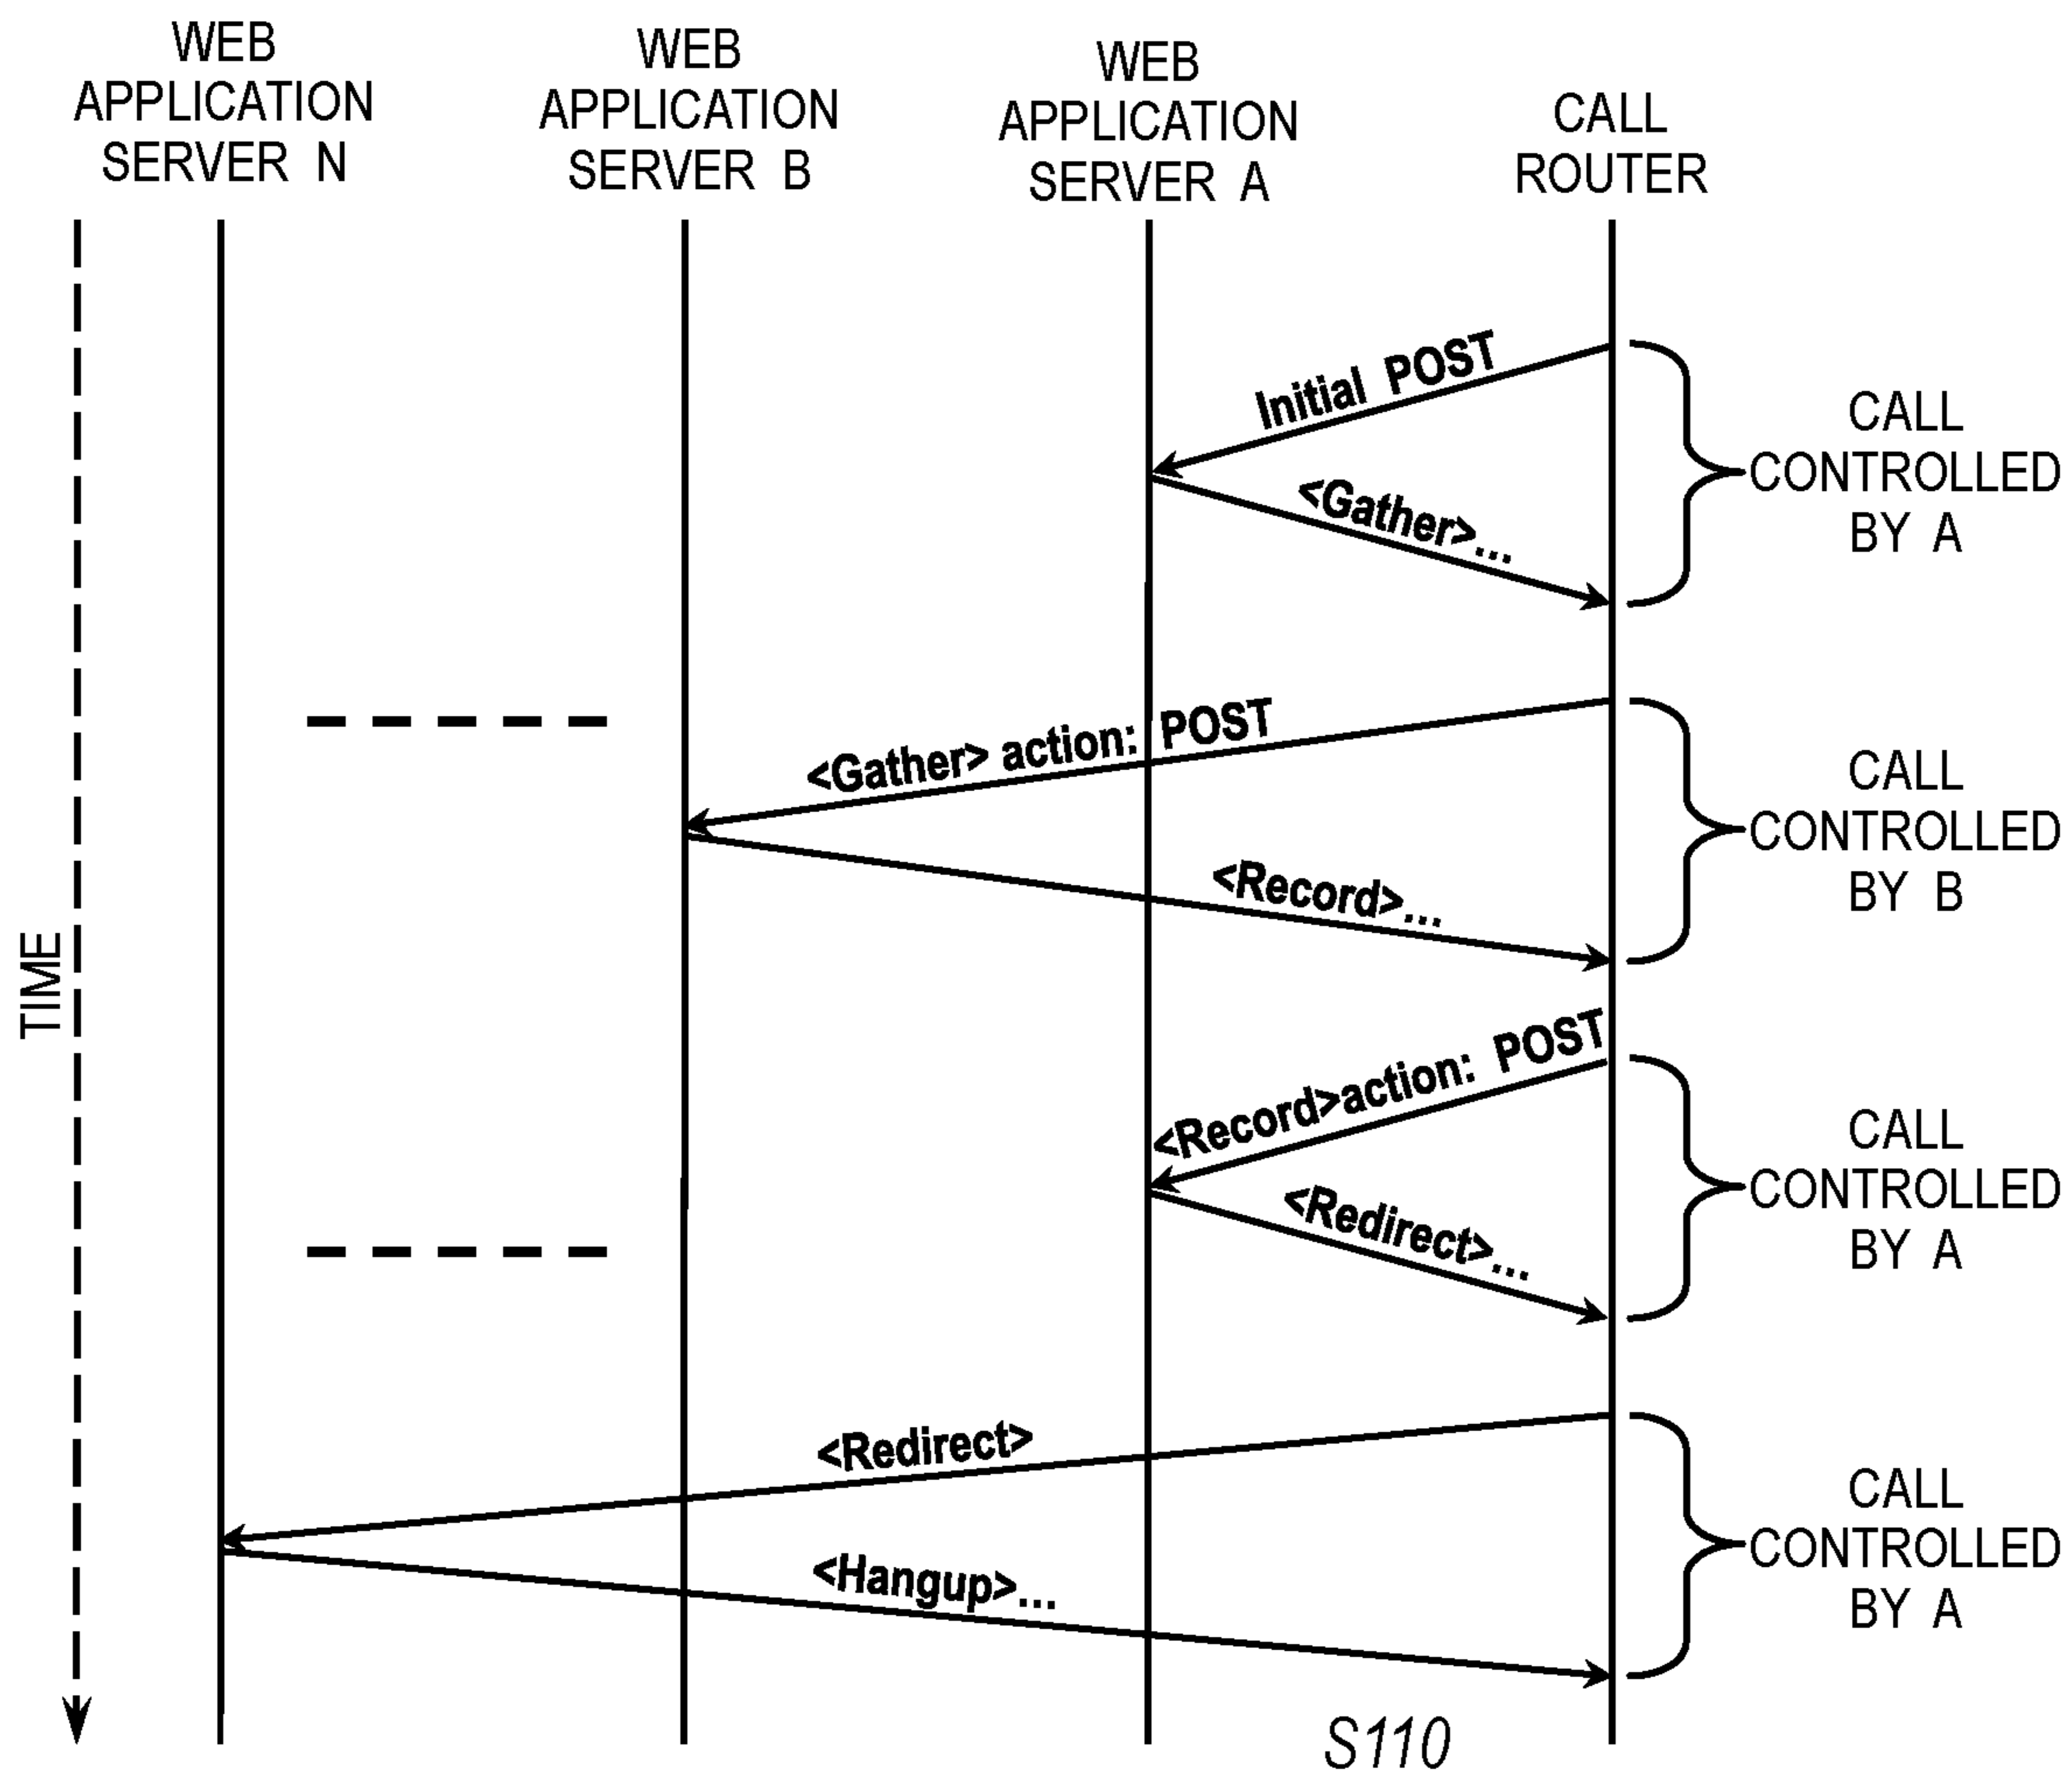 WEB
APPLICATION
SERVER N
WEB
APPLICATION
SERVER B
WEB
APPLICATION
SERVER A
CALL
ROUTER
Initial POST
<Gather>...
CALL
CONTROLLED
BY A
<Gather> action: POST
<Record>...
CALL
CONTROLLED
BY B
TIME
<Record>action: POST
<Redirect>...
CALL
CONTROLLED
BY A
<Redirect>
<Hangup>...
CALL
CONTROLLED
BY A
S110